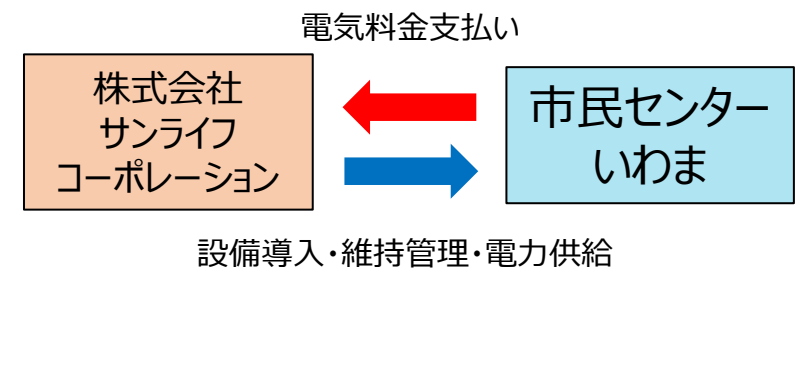 電気料金支払い
株式会社
サンライフ
コーポレーション
市民センター
いわま
設備導入・維持管理・電力供給